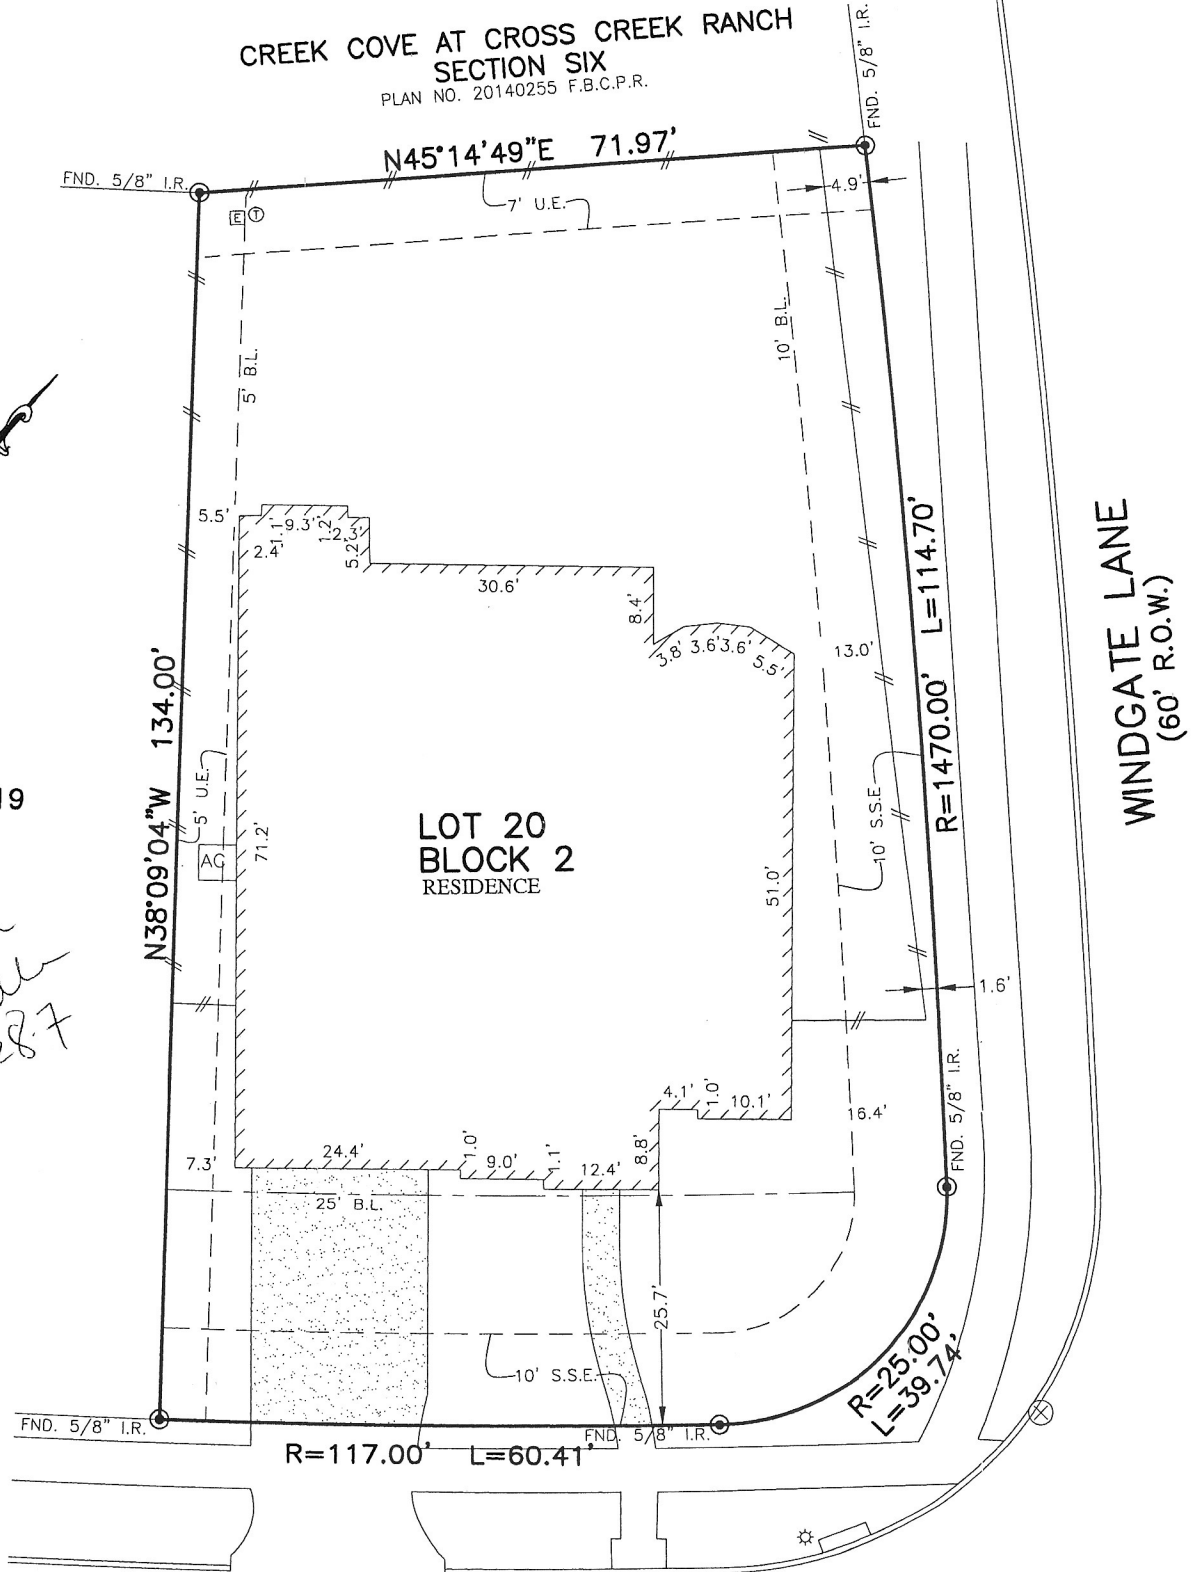 CREEK COVE AT CROSS CREEK RANCH
SECTION SIX
PLAN NO. 20140255 F.B.C.P.R.
FND. 5/8" I.R.
N45°14'49"E 71.97'
FND. 5/8" I.R.
E T
7' U.E.
4.9'
5' B.L.
10' B.L.
5.5'
2.4'
1.1'
9.3'
1.2'
2.3'
5.2'
30.6'
8.4'
3.8'
3.6'
3.6'
5.5'
13.0'
R=1470.00' L=114.70'
WINDGATE LANE
(60' R.O.W.)
N38°09'04"W 134.00'
5' U.E.
19
AC
71.2'
LOT 20
BLOCK 2
RESIDENCE
51.0'
10' S.S.E.
1.6'
87
4.1'
1.0'
10.1'
16.4'
FND. 5/8" I.R.
7.3'
24.4'
1.0'
9.0'
1.1'
12.4'
8.8'
25' B.L.
25.7'
10' S.S.E.
R=25.00'
L=39.74'
FND. 5/8" I.R.
R=117.00' L=60.41'
FND. 5/8" I.R.